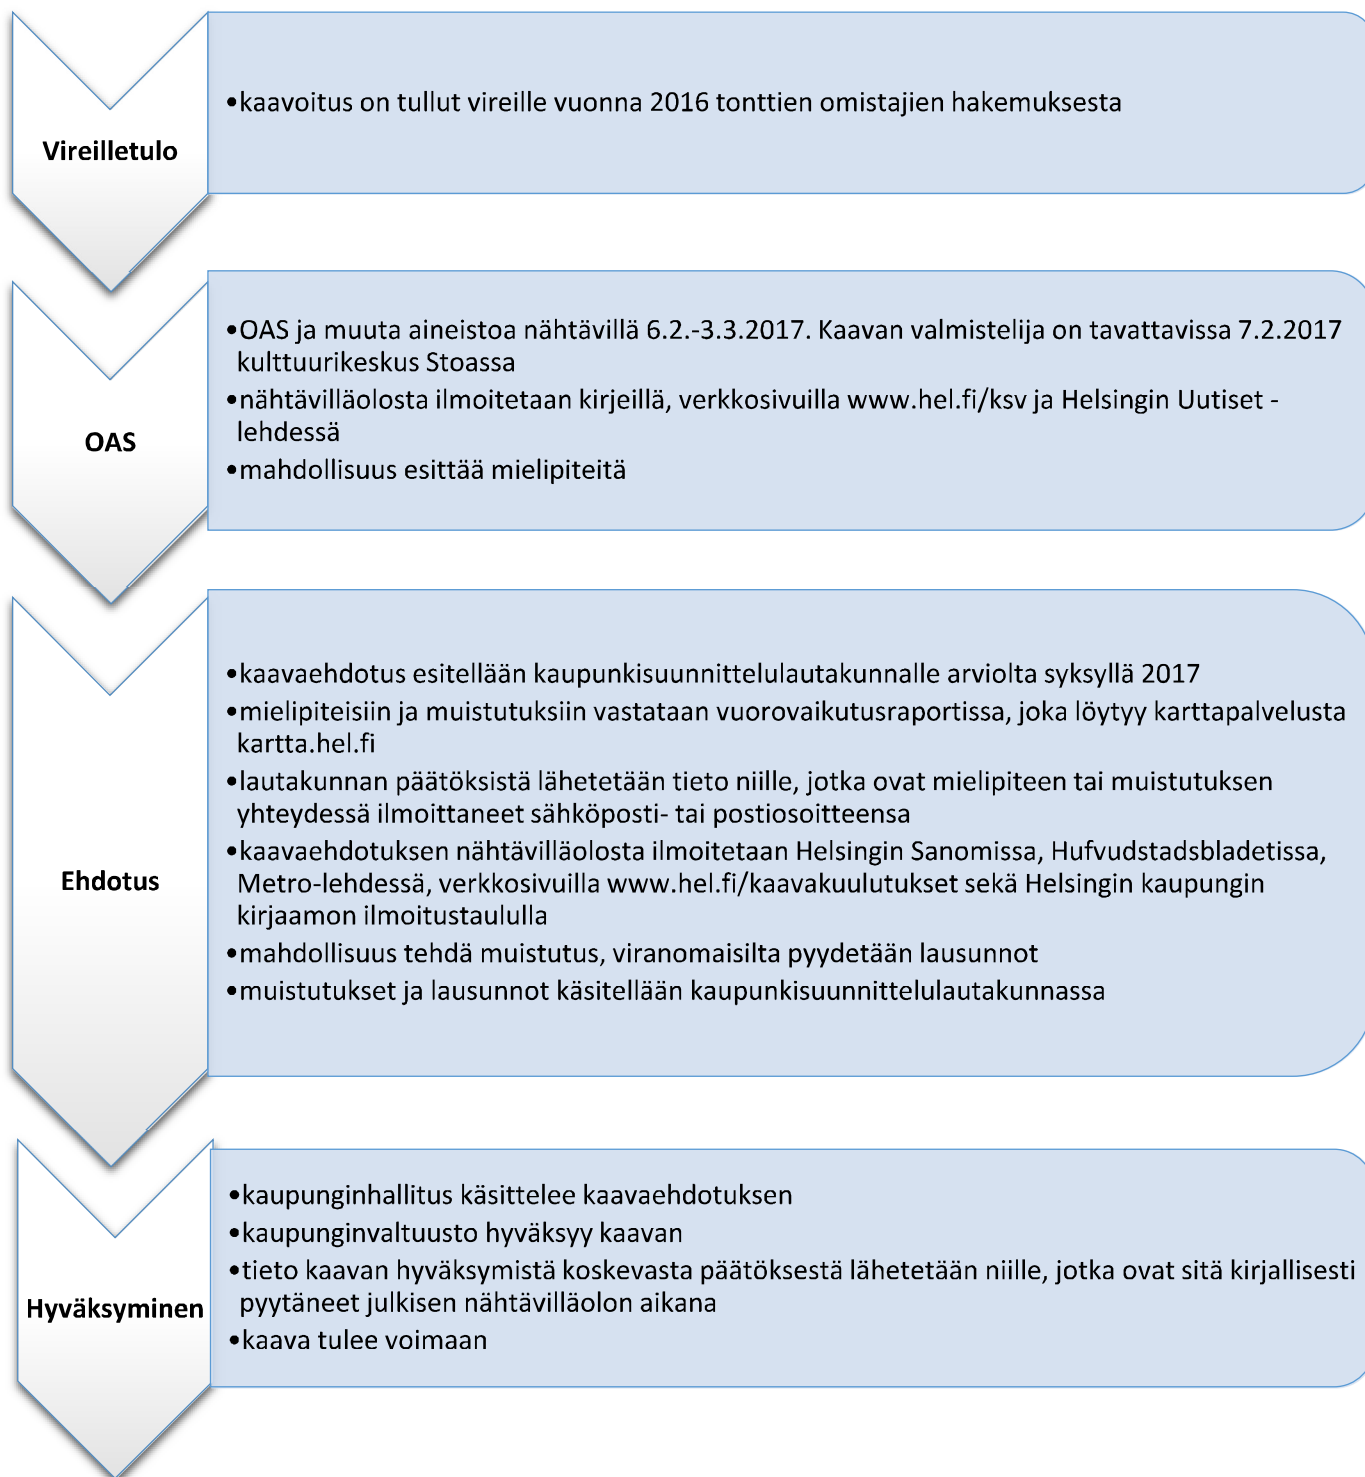 Vireilletulo
•kaavoitus on tullut vireille vuonna 2016 tonttien omistajien hakemuksesta
OAS
•OAS ja muuta aineistoa nähtävillä 6.2.-3.3.2017. Kaavan valmistelija on tavattavissa 7.2.2017
kulttuurikeskus Stoassa
•nähtävilläolosta ilmoitetaan kirjeillä, verkkosivuilla www.hel.fi/ksv ja Helsingin Uutiset -
lehdessä
•mahdollisuus esittää mielipiteitä
Ehdotus
•kaavaehdotus esitellään kaupunkisuunnittelulautakunnalle arviolta syksyllä 2017
•mielipiteisiin ja muistutuksiin vastataan vuorovaikutusraportissa, joka löytyy karttapalvelusta
kartta.hel.fi
•lautakunnan päätöksistä lähetetään tieto niille, jotka ovat mielipiteen tai muistutuksen
yhteydessä ilmoittaneet sähköposti- tai postiosoitteensa
•kaavaehdotuksen nähtävilläolosta ilmoitetaan Helsingin Sanomissa, Hufvudstadsbladetissa,
Metro-lehdessä, verkkosivuilla www.hel.fi/kaavakuulutukset sekä Helsingin kaupungin
kirjaamon ilmoitustaululla
•mahdollisuus tehdä muistutus, viranomaisilta pyydetään lausunnot
•muistutukset ja lausunnot käsitellään kaupunkisuunnittelulautakunnassa
Hyväksyminen
•kaupunginhallitus käsittelee kaavaehdotuksen
•kaupunginvaltuusto hyväksyy kaavan
•tieto kaavan hyväksymistä koskevasta päätöksestä lähetetään niille, jotka ovat sitä kirjallisesti
pyytäneet julkisen nähtävilläolon aikana
•kaava tulee voimaan